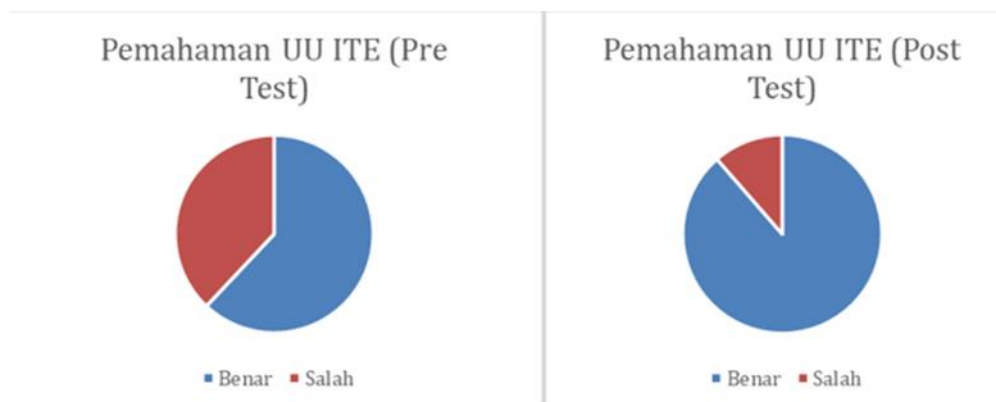 Pemahaman UU ITE (Pre
Test)
Benar Salah
Pemahaman UU ITE (Post
Test)
Benar Salah